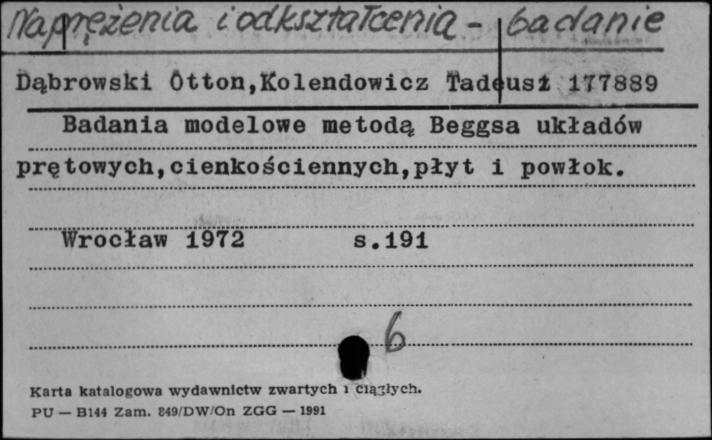 Naprężenia i odkształcenia - badanie
Dąbrowski Otton,Kolendowicz Tadeusz 177889
Badania modelowe metodą Beggsa układów
prętowych,cienkościennych,płyt i powłok.
Wrocław 1972 s.191
6
Karta katalogowa wydawnictw zwartych i ciągłych.
PU — B144 Zam. 849/DW/On ZGG — 1991